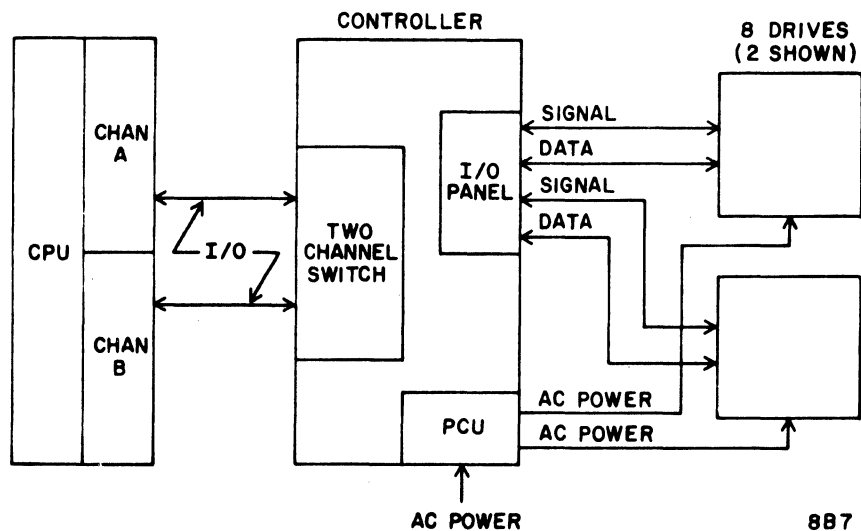 CONTROLLER
8 DRIVES
(2 SHOWN)
CPU
CHAN
A
CHAN
B
I/O
TWO
CHANNEL
SWITCH
I/O
PANEL
SIGNAL
DATA
SIGNAL
DATA
PCU
AC POWER
AC POWER
AC POWER
8B7